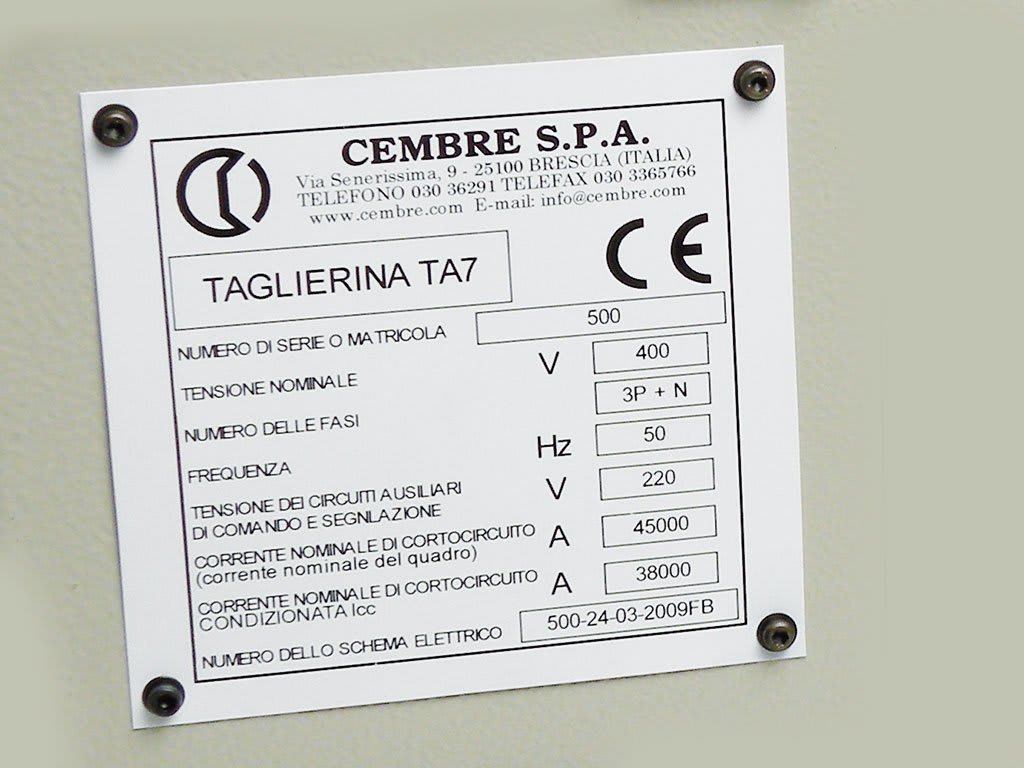 CEMBRE S.P.A.
Via Senerissima, 9 - 25100 BRESCIA (ITALIA)
TELEFONO 030 36291 TELEFAX 030 3365766
www.cembre.com E-mail: info@cembre.com
TAGLIERINA TA7
CE
NUMERO DI SERIE O MATRICOLA 500
TENSIONE NOMINALE V 400
NUMERO DELLE FASI 3P + N
FREQUENZA Hz 50
TENSIONE DEI CIRCUITI AUSILIARI V 220
DI COMANDO E SEGNLAZIONE
CORRENTE NOMINALE DI CORTOCIRCUITO A 45000
(corrente nominale del quadro)
CORRENTE NOMINALE DI CORTOCIRCUITO A 38000
CONDIZIONATA Icc
NUMERO DELLO SCHEMA ELETTRICO 500-24-03-2009FB